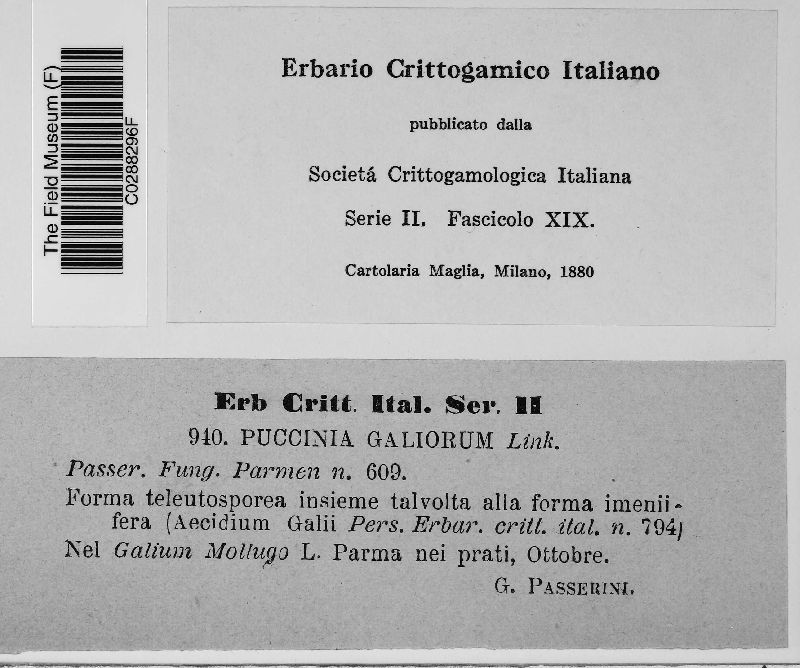 The Field Museum (F)
C0288296F
Erbario Crittogamico Italiano
pubblicato dalla
Societá Crittogamologica Italiana
Serie II. Fascicolo XIX.
Cartolaria Maglia, Milano, 1880
Erb Critt. Ital. Ser. II
940. PUCCINIA GALIORUM Link.
Passer. Fung. Parmen n. 609.
Forma teleutosporea insieme talvolta alla forma imenii-
fera (Aecidium Galii Pers. Erbar. critt. ital. n. 794)
Nel Galium Mollugo L. Parma nei prati, Ottobre.
G. PASSERINI.